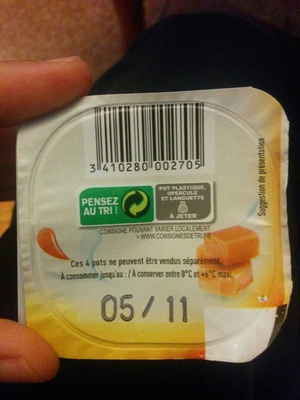 3 410280 002705
PENSEZ
AU TRI !
POT PLASTIQUE,
OPERCULE
ET LANGUETTE
À JETER
CONSIGNE POUVANT VARIER LOCALEMENT
> WWW.CONSIGNESDETRI.FR
Suggestion de présentation
Ces 4 pots ne peuvent être vendus séparément.
À consommer jusqu'au : / À conserver entre 0°C et +6°C max.
05/11